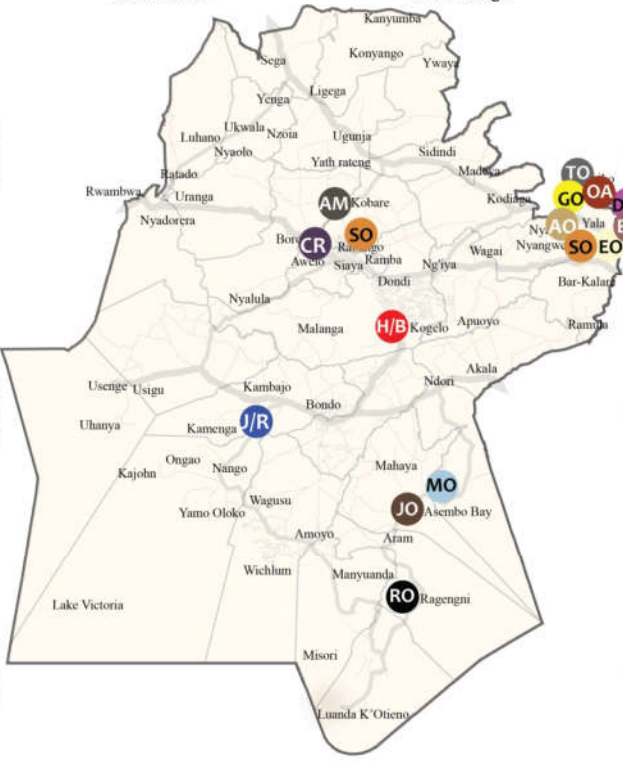 Kanyumba
Konyango
Sega
Ywaya
Ligega
Yenga
Ukwala
Nzoia
Luhano
Ugunja
Nyaolo
Sidindi
Yath rateng
Ratado
Madeya
TO
Rwambwa
Uranga
Kodiaga
GO
OA
AM Kobare
Nyadorera
AO
Yala
SO
CR
Nyangwe
SO
EO
Wagai
Awelo
Siaya
Ramba
Ng'iya
Dondi
Bar-Kalare
Nyalula
Malanga
H/B Kogelo
Apuoyo
Ramula
Akala
Usenge
Usigu
Kambajo
Ndori
Bondo
Uhanya
Kamenga J/R
Ongao
Mahaya
Kajohn
Nango
MO
Wagusu
JO Asembo Bay
Yamo Oloko
Amoyo
Aram
Wichlum
Manyuanda
RO Ragengni
Lake Victoria
Misori
Luanda K'Otieno